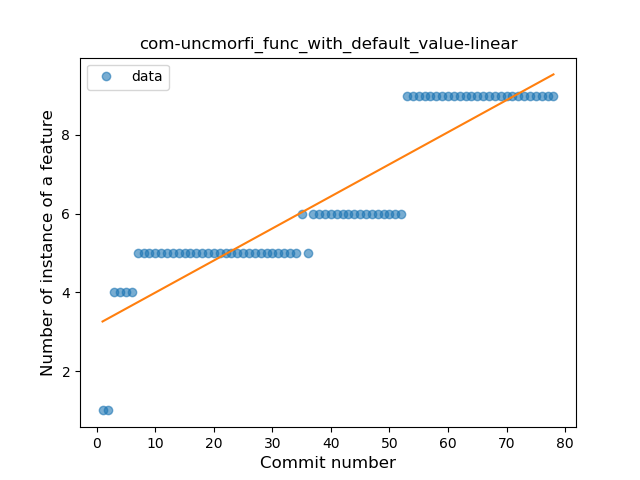 com-uncmorfi_func_with_default_value-linear
data
Number of instance of a feature
8
6
4
2
0 10 20 30 40 50 60 70 80
Commit number